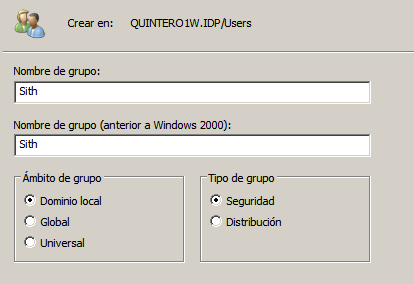 Crear en: QUINTERO1W.IDP/Users
Nombre de grupo:
Sith
Nombre de grupo (anterior a Windows 2000):
Sith
Ámbito de grupo
Dominio local
Global
Universal
Tipo de grupo
Seguridad
Distribución